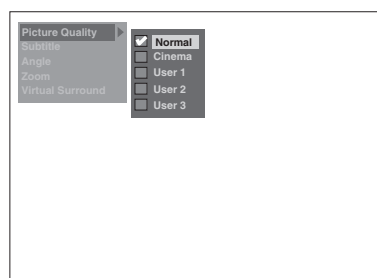 Picture Quality
Subtitle
Angle
Zoom
Virtual Surround
Normal
Cinema
User 1
User 2
User 3